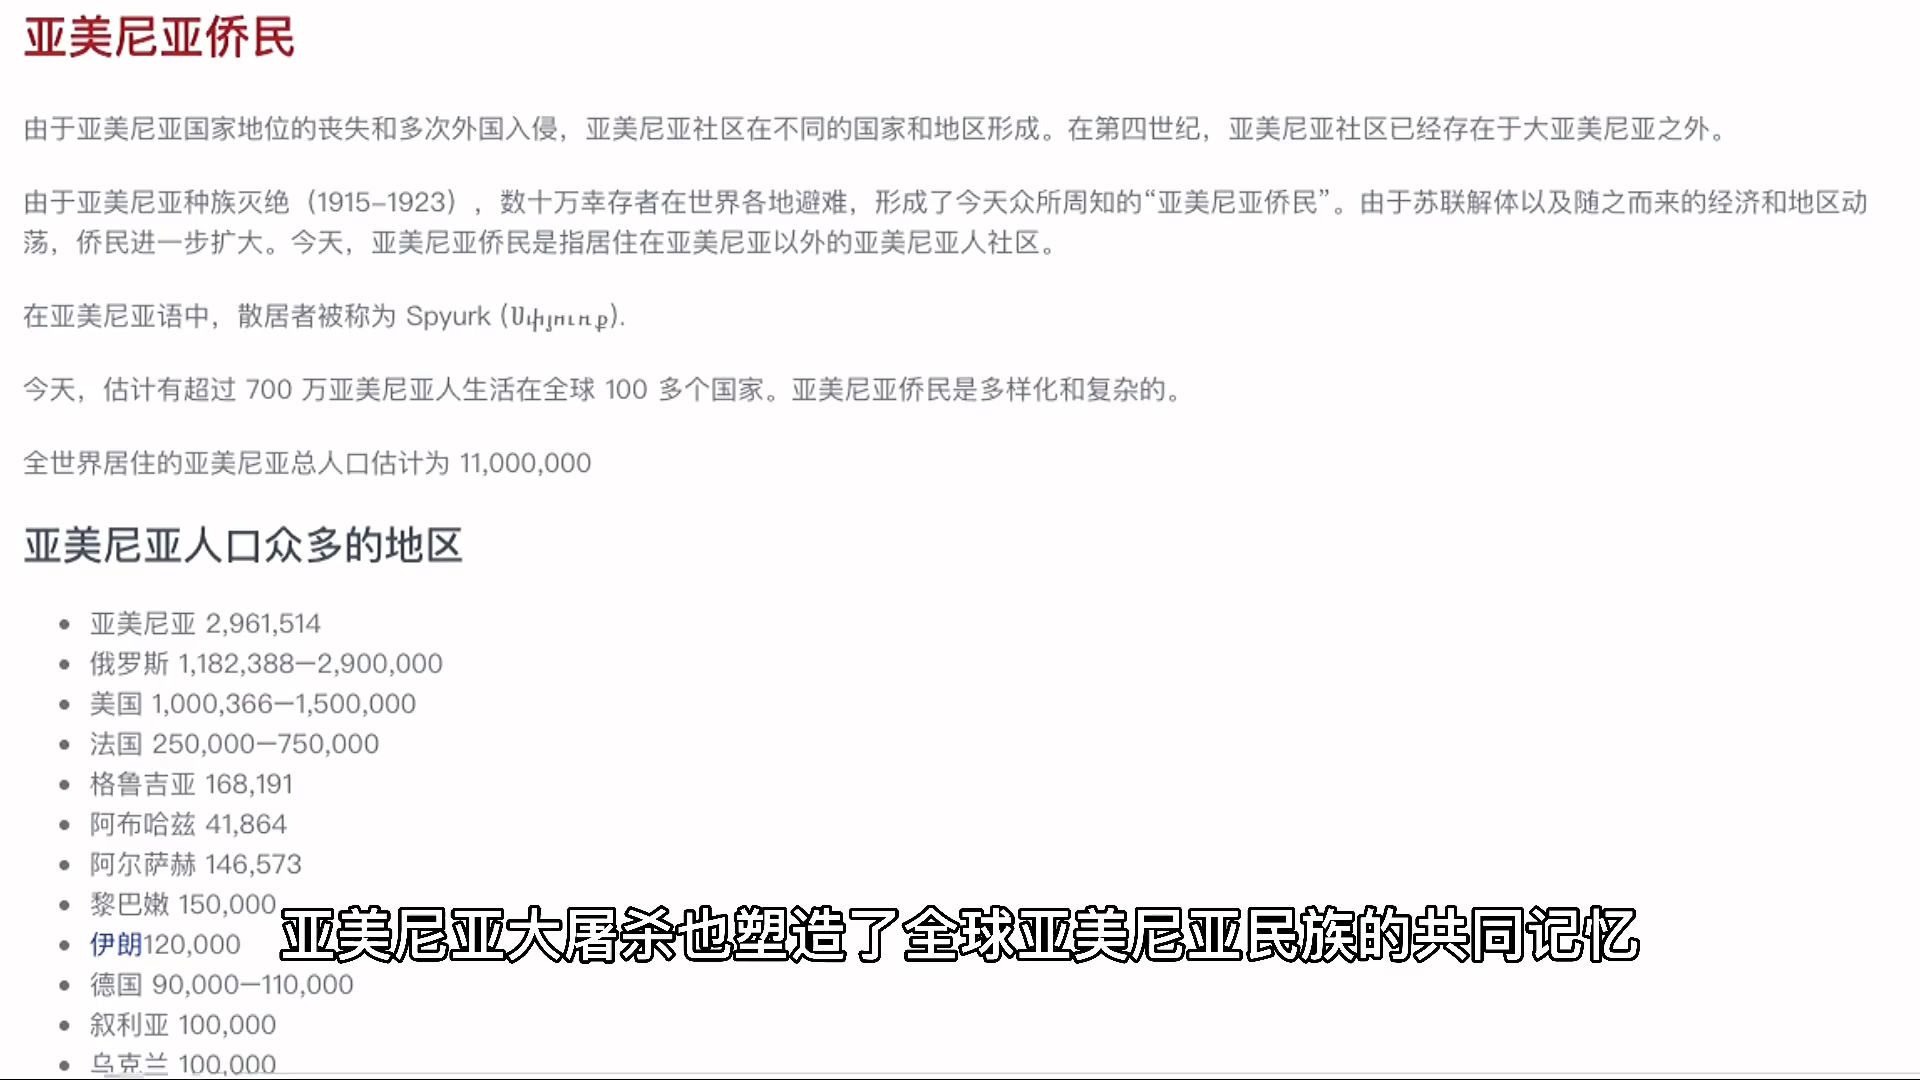 亚美尼亚侨民
由于亚美尼亚国家地位的丧失和多次外国入侵，亚美尼亚社区在不同的国家和地区形成。在第四世纪，亚美尼亚社区已经存在于大亚美尼亚之外。
由于亚美尼亚种族灭绝（1915–1923），数十万幸存者在世界各地避难，形成了今天众所周知的“亚美尼亚侨民”。由于苏联解体以及随之而来的经济和地区动
荡，侨民进一步扩大。今天，亚美尼亚侨民是指居住在亚美尼亚以外的亚美尼亚人社区。
在亚美尼亚语中，散居者被称为 Spyurk (Սփյուռք).
今天，估计有超过 700 万亚美尼亚人生活在全球 100 多个国家。亚美尼亚侨民是多样化和复杂的。
全世界居住的亚美尼亚总人口估计为 11,000,000
亚美尼亚人口众多的地区
• 亚美尼亚 2,961,514
• 俄罗斯 1,182,388—2,900,000
• 美国 1,000,366—1,500,000
• 法国 250,000—750,000
• 格鲁吉亚 168,191
• 阿布哈兹 41,864
• 阿尔萨赫 146,573
• 黎巴嫩 150,000
• 伊朗120,000
亚美尼亚大屠杀也塑造了全球亚美尼亚民族的共同记忆
• 德国 90,000—110,000
• 叙利亚 100,000
• 乌克兰 100,000